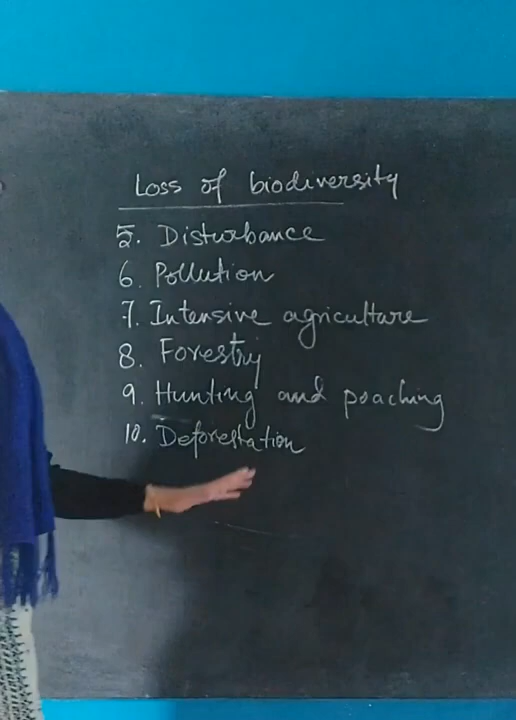 Loss of biodiversity
5. Disturbance
6. Pollution
7. Intensive agriculture
8. Forestry
9. Hunting and poaching
10. Deforestation